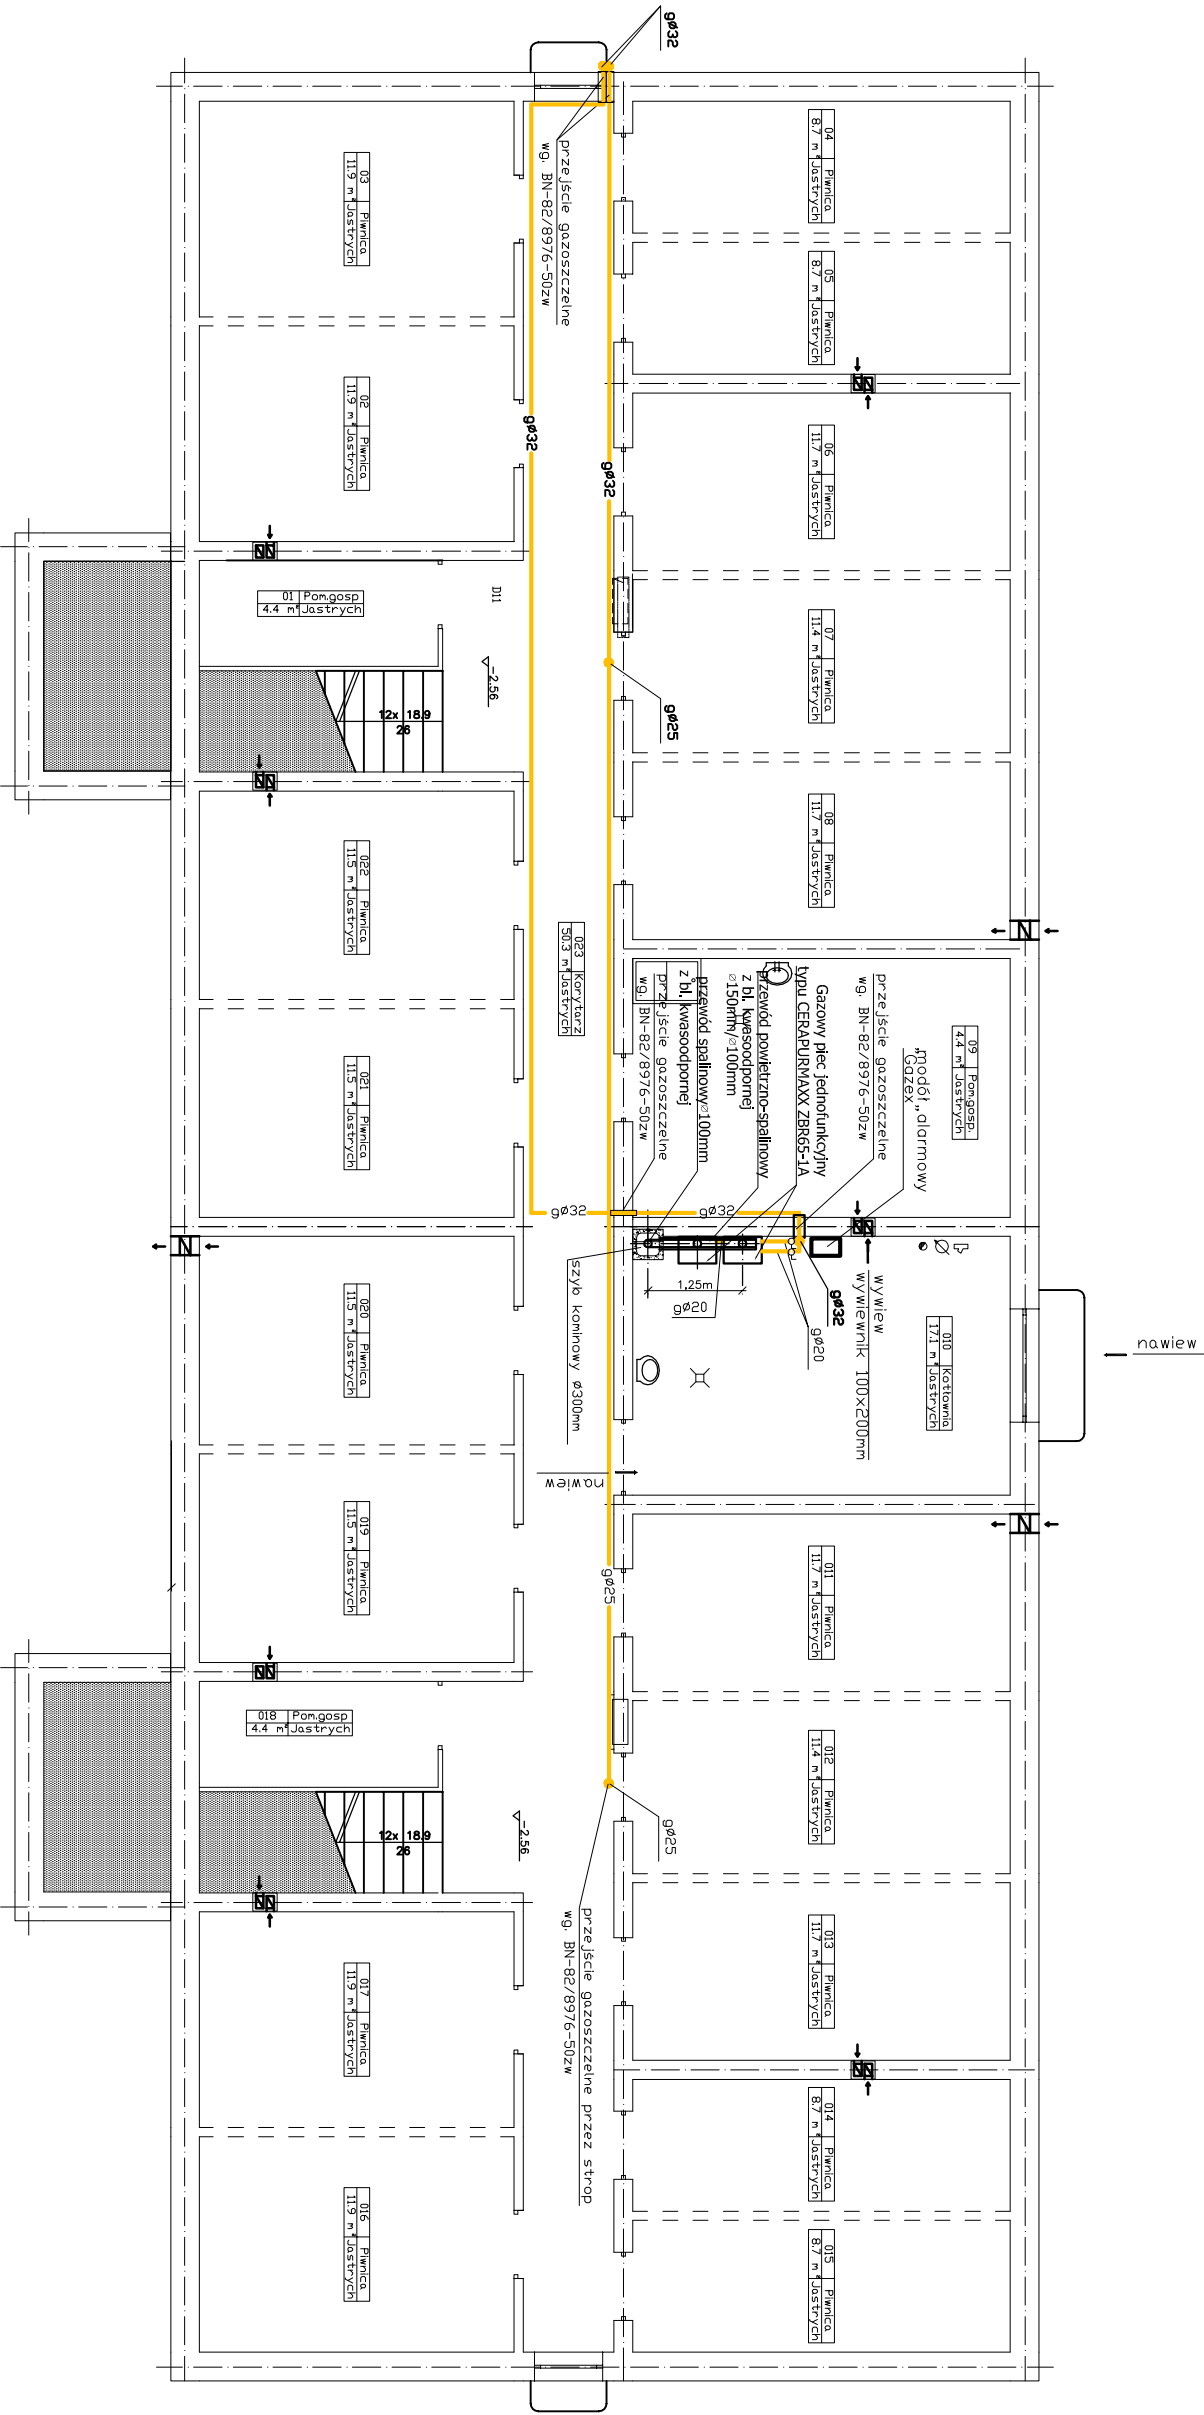 gø32
przejście gazoszczelne
wg. BN-82/8976-50zw
04 Piwnica
8.7 m² Jastrych
05 Piwnica
8.7 m² Jastrych
03 Piwnica
11.9 m² Jastrych
02 Piwnica
11.9 m² Jastrych
gø32
gø32
06 Piwnica
11.7 m² Jastrych
07 Piwnica
11.4 m² Jastrych
08 Piwnica
11.7 m² Jastrych
01 Pom.gosp
4.4 m² Jastrych
D11
-2.56
12x 18.9
26
gø25
022 Piwnica
11.5 m² Jastrych
021 Piwnica
11.5 m² Jastrych
023 Korytarz
50.3 m² Jastrych
przejście gazoszczelne
wg. BN-82/8976-50zw
przewód spalinowyø100mm
z bl. kwasoodpornej
przewód powietrzno-spalinowy
z bl. kwasoodpornej
ø150mm/ø100mm
Gazowy piec jednofunkcyjny
typu CERAPURMAXX ZBR65-1A
przejście gazoszczelne
wg. BN-82/8976-50zw
„modół „alarmowy
Gazex
09 Pom.gosp.
4.4 m² Jastrych
gø32
gø32
1,25m
gø20
gø20
gø32
wywiew
wywiewnik 100x200mm
szyb kominowy ø300mm
010 Kotłownia
17.1 m² Jastrych
nawiew
nawiew
020 Piwnica
11.5 m² Jastrych
019 Piwnica
11.5 m² Jastrych
gø25
011 Piwnica
11.7 m² Jastrych
012 Piwnica
11.4 m² Jastrych
013 Piwnica
11.7 m² Jastrych
018 Pom.gosp
4.4 m² Jastrych
-2.56
12x 18.9
26
gø25
przejście gazoszczelne przez strop
wg. BN-82/8976-50zw
017 Piwnica
11.9 m² Jastrych
016 Piwnica
11.9 m² Jastrych
014 Piwnica
8.7 m² Jastrych
015 Piwnica
8.7 m² Jastrych